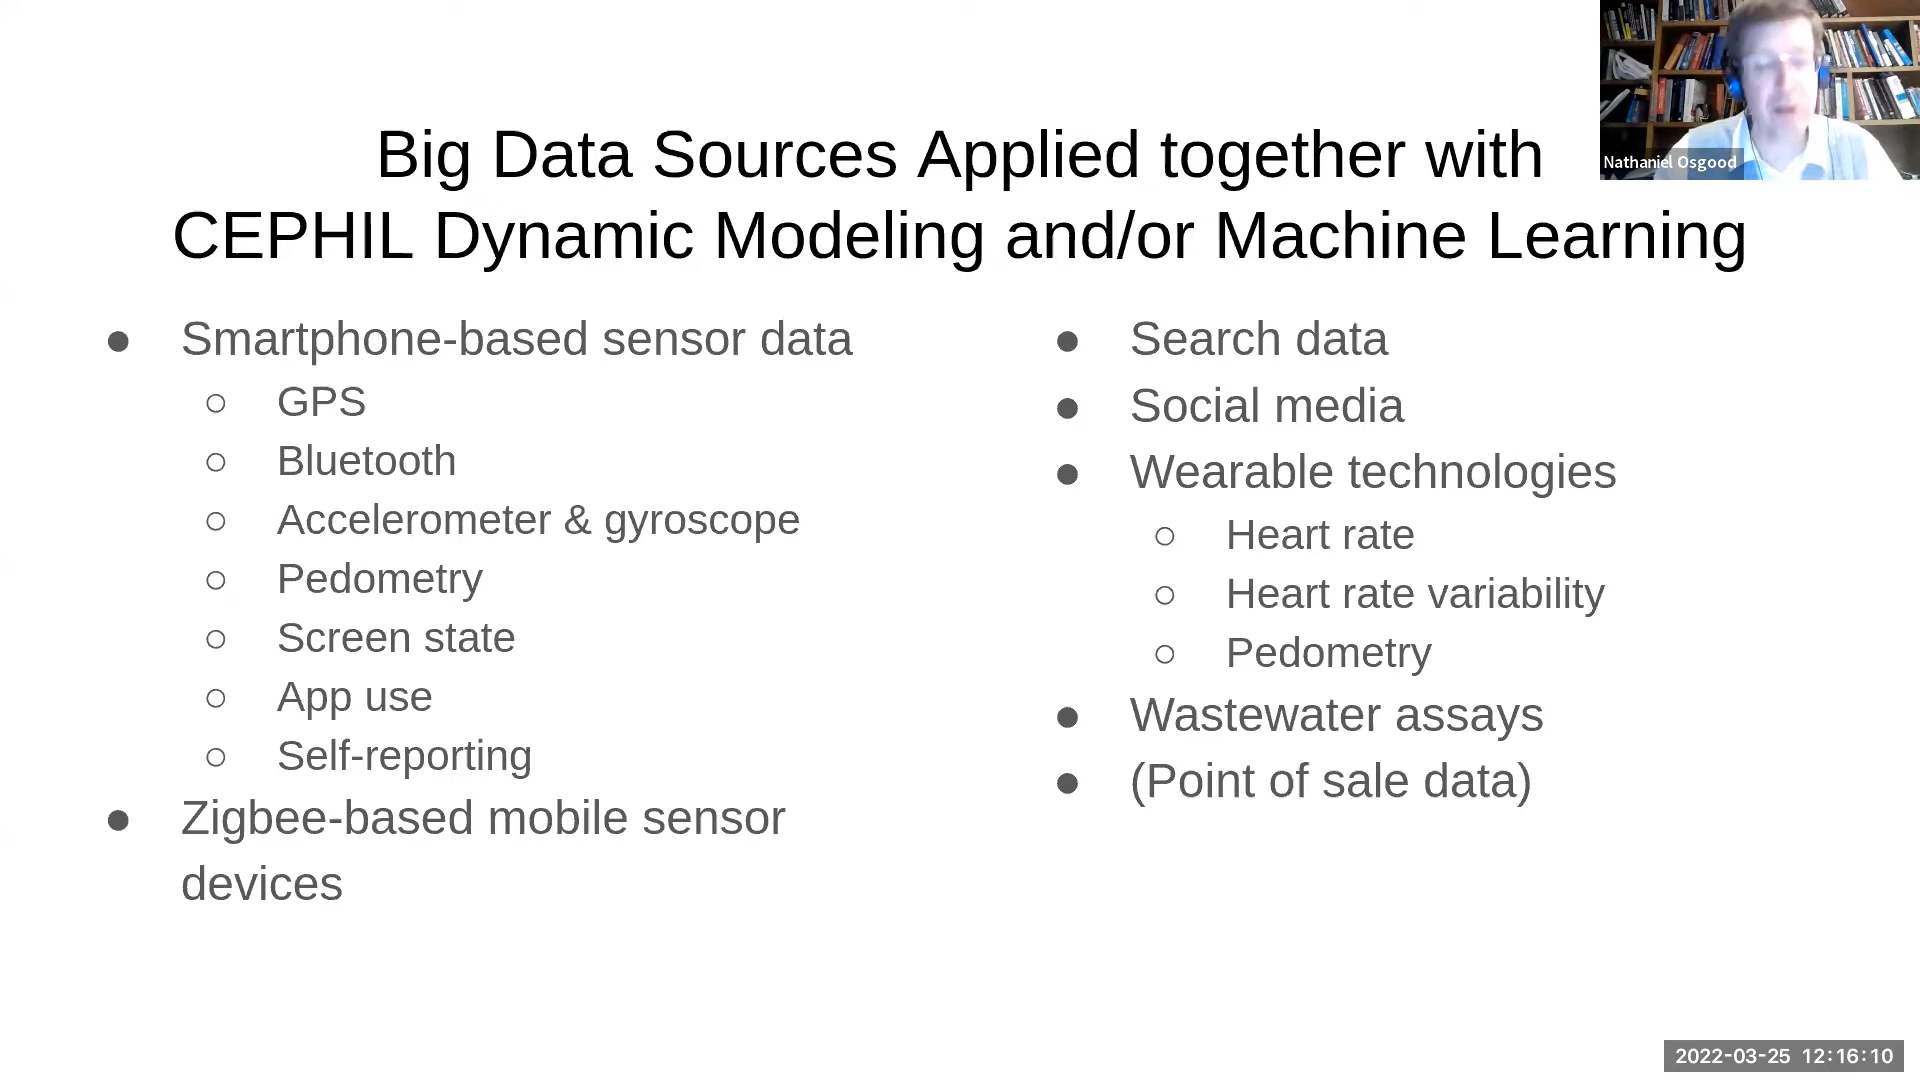 Big Data Sources Applied together with
CEPHIL Dynamic Modeling and/or Machine Learning
● Smartphone-based sensor data
○ GPS
○ Bluetooth
○ Accelerometer & gyroscope
○ Pedometry
○ Screen state
○ App use
○ Self-reporting
● Zigbee-based mobile sensor
devices
● Search data
● Social media
● Wearable technologies
○ Heart rate
○ Heart rate variability
○ Pedometry
● Wastewater assays
● (Point of sale data)
Nathaniel Osgood
2022-03-25 12:16:10